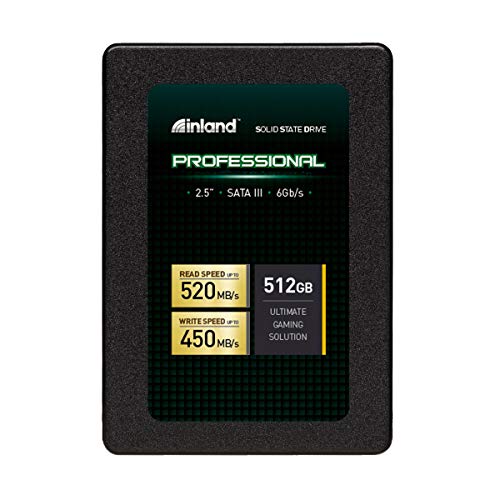 inland™ SOLID STATE DRIVE
PROFESSIONAL
• 2.5" • SATA III • 6Gb/s •
READ SPEED UP TO
520 MB/s
512GB
ULTIMATE
GAMING
SOLUTION
WRITE SPEED UP TO
450 MB/s